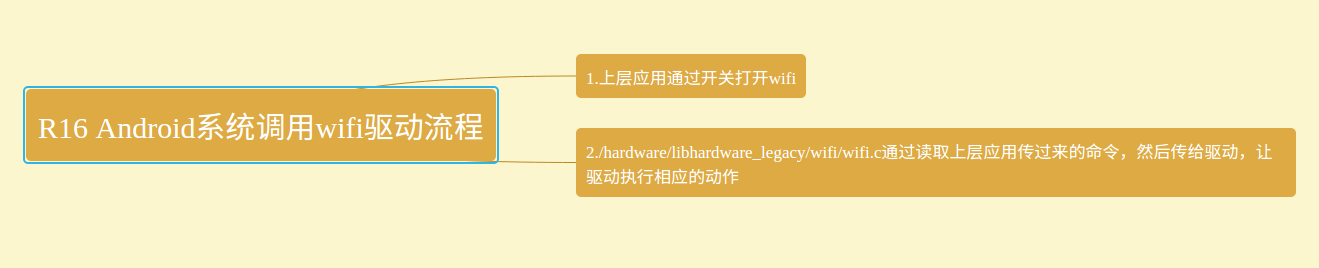 R16 Android系统调用wifi驱动流程
1.上层应用通过开关打开wifi
2./hardware/libhardware_legacy/wifi/wifi.c通过读取上层应用传过来的命令，然后传给驱动，让
驱动执行相应的动作